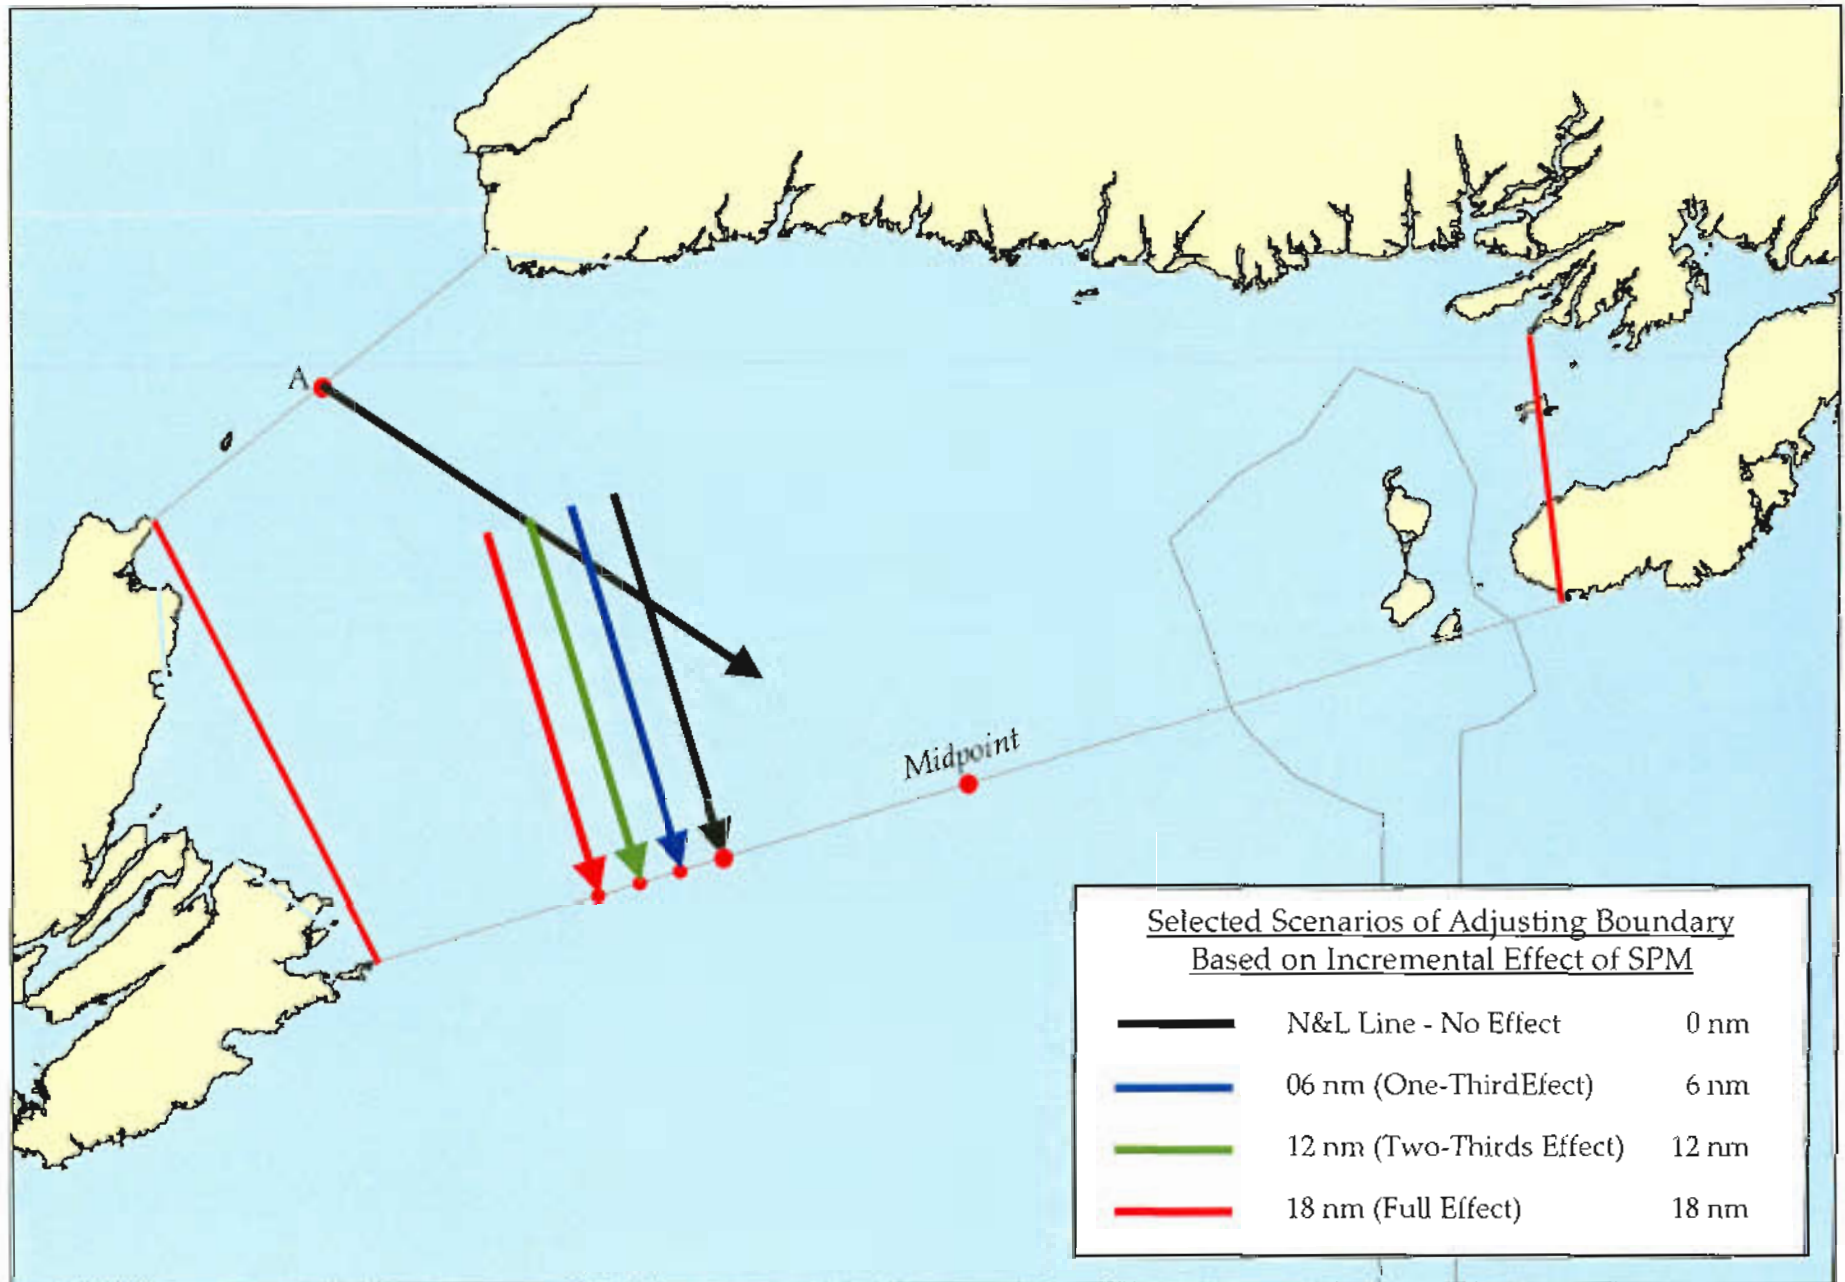 A
Midpoint
Selected Scenarios of Adjusting Boundary
Based on Incremental Effect of SPM
N&L Line - No Effect 0 nm
06 nm (One-ThirdEfect) 6 nm
12 nm (Two-Thirds Effect) 12 nm
18 nm (Full Effect) 18 nm